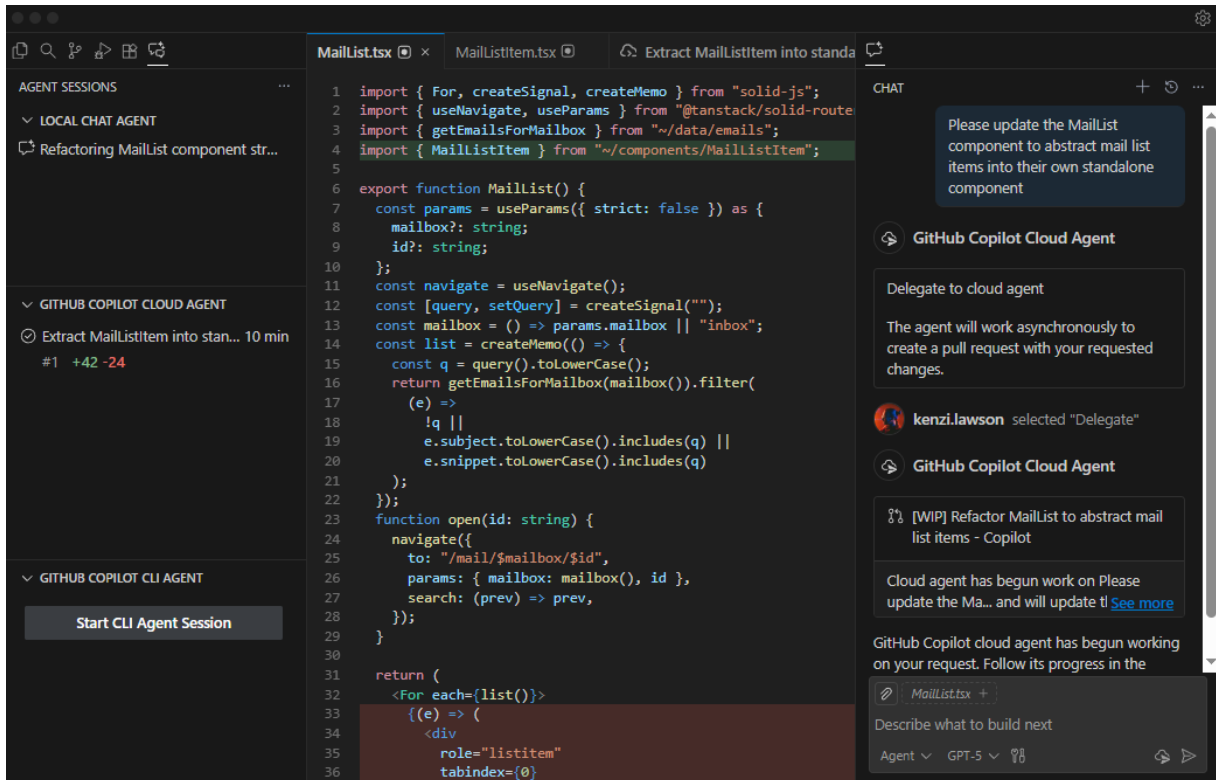 AGENT SESSIONS
LOCAL CHAT AGENT
Refactoring MailList component str...
GITHUB COPILOT CLOUD AGENT
Extract MailListItem into stan... 10 min
#1 +42 -24
GITHUB COPILOT CLI AGENT
Start CLI Agent Session
MailList.tsx
MailListItem.tsx
Extract MailListItem into standa
1 import { For, createSignal, createMemo } from "solid-js";
2 import { useNavigate, useParams } from "@tanstack/solid-route
3 import { getEmailsForMailbox } from "~/data/emails";
4 import { MailListItem } from "~/components/MailListItem";
5
6 export function MailList() {
7   const params = useParams({ strict: false }) as {
8     mailbox?: string;
9     id?: string;
10   };
11   const navigate = useNavigate();
12   const [query, setQuery] = createSignal("");
13   const mailbox = () => params.mailbox || "inbox";
14   const list = createMemo(() => {
15     const q = query().toLowerCase();
16     return getEmailsForMailbox(mailbox()).filter(
17       (e) =>
18         !q ||
19         e.subject.toLowerCase().includes(q) ||
20         e.snippet.toLowerCase().includes(q)
21     );
22   });
23   function open(id: string) {
24     navigate({
25       to: "/mail/$mailbox/$id",
26       params: { mailbox: mailbox(), id },
27       search: (prev) => prev,
28     });
29   }
30
31   return (
32     <For each={list()}>
33       {(e) => (
34         <div
35           role="listitem"
36           tabindex={0}
CHAT
Please update the MailList
component to abstract mail list
items into their own standalone
component
GitHub Copilot Cloud Agent
Delegate to cloud agent
The agent will work asynchronously to
create a pull request with your requested
changes.
kenzi.lawson selected "Delegate"
GitHub Copilot Cloud Agent
[WIP] Refactor MailList to abstract mail
list items - Copilot
Cloud agent has begun work on Please
update the Ma... and will update See more
GitHub Copilot cloud agent has begun working
on your request. Follow its progress in the
MailList.tsx +
Describe what to build next
Agent GPT-5